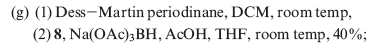 (g) (1) Dess−Martin periodinane, DCM, room temp,
(2) 8, Na(OAc)₃BH, AcOH, THF, room temp, 40%;